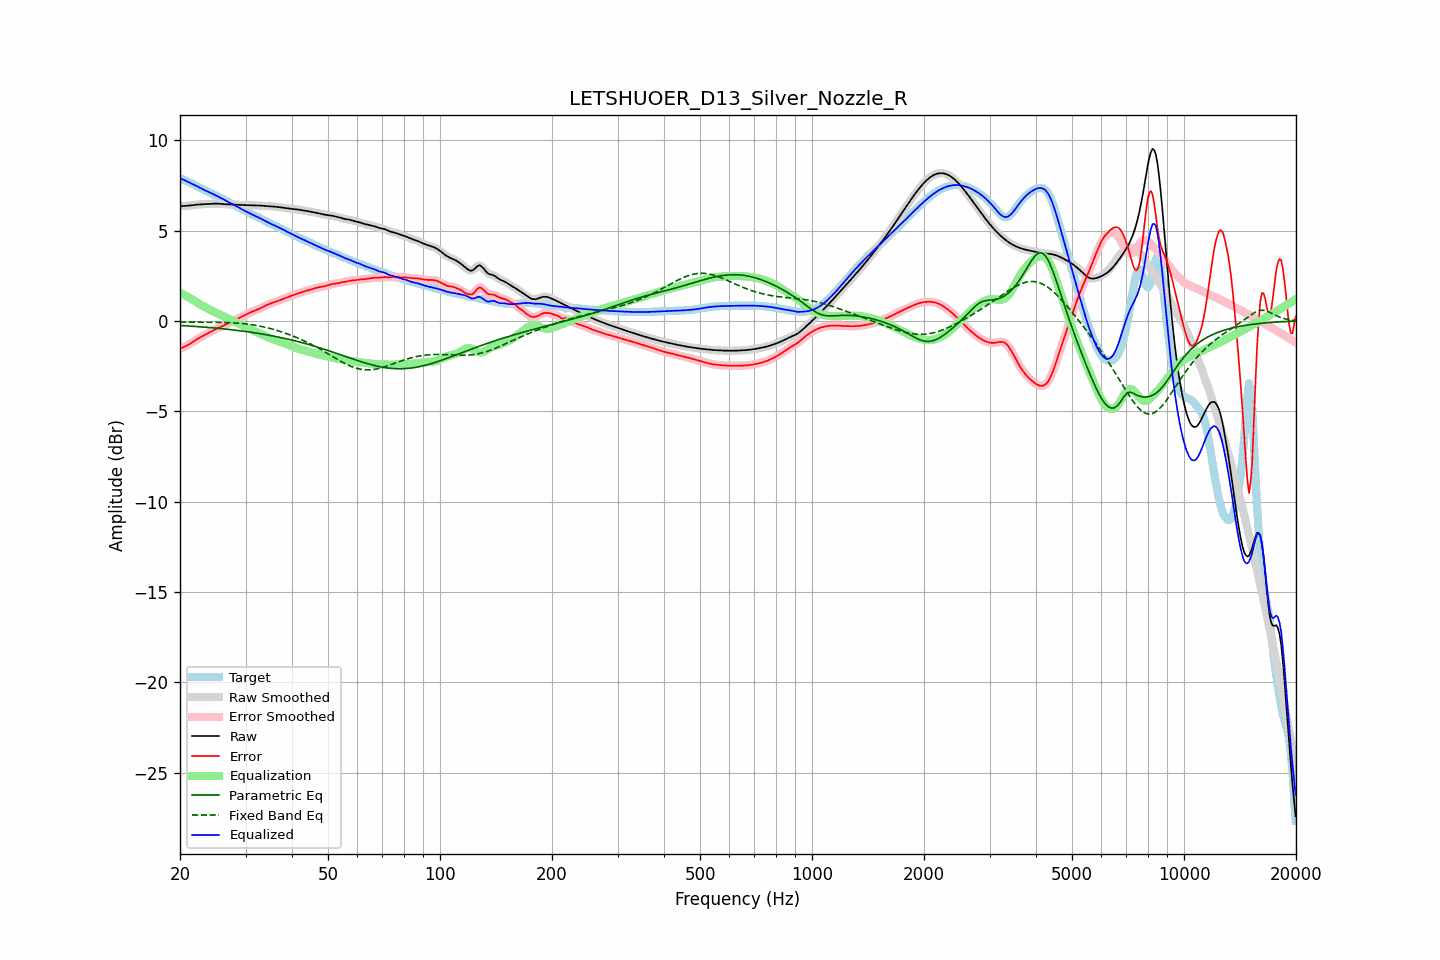 LETSHUOER_D13_Silver_Nozzle_R
10
5
0
−5
−10
−15
−20
−25
Amplitude (dBr)
Target
Raw Smoothed
Error Smoothed
Raw
Error
Equalization
Parametric Eq
Fixed Band Eq
Equalized
20 50 100 200 500 1000 2000 5000 10000 20000
Frequency (Hz)